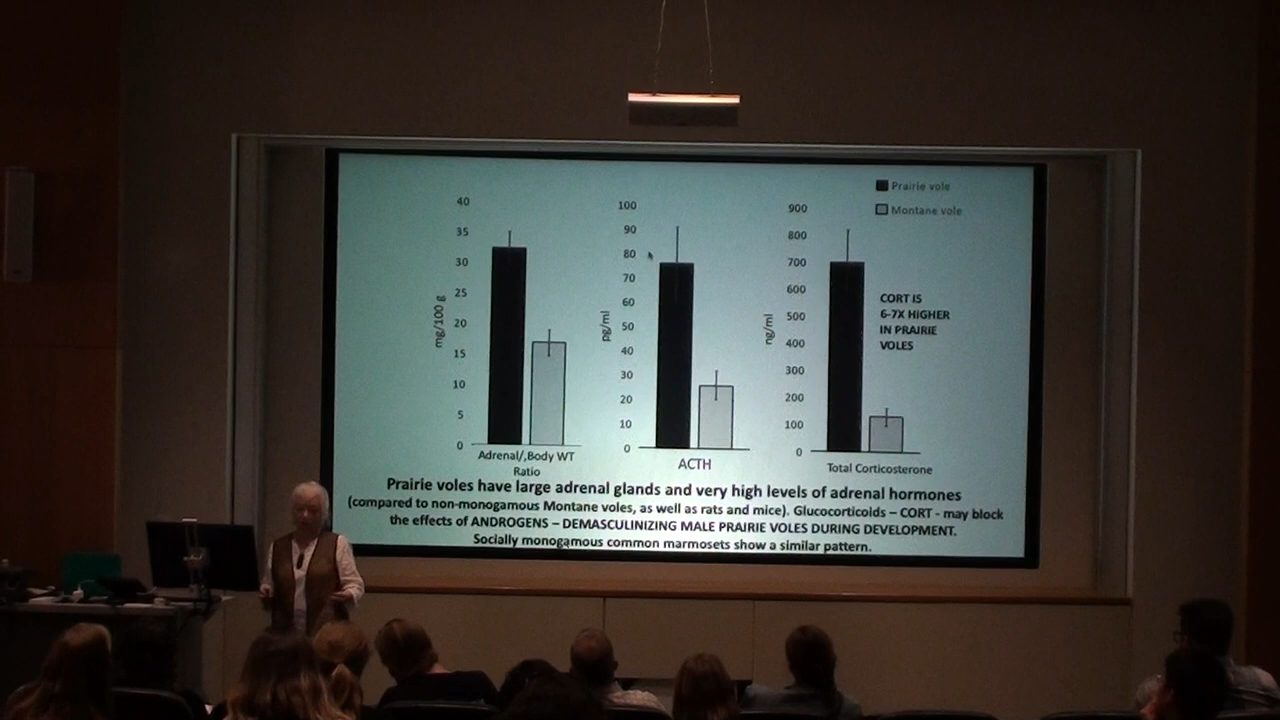 Prairie vole
Montane vole
40
35
30
25
20
15
10
5
0
mg/100 g
Adrenal/,Body WT
Ratio
100
90
80
70
60
50
40
30
20
10
0
pg/ml
ACTH
900
800
700
600
500
400
300
200
100
0
ng/ml
Total Corticosterone
CORT IS
6-7X HIGHER
IN PRAIRIE
VOLES
Prairie voles have large adrenal glands and very high levels of adrenal hormones
(compared to non-monogamous Montane voles, as well as rats and mice). Glucocorticoids – CORT - may block
the effects of ANDROGENS – DEMASCULINIZING MALE PRAIRIE VOLES DURING DEVELOPMENT.
Socially monogamous common marmosets show a similar pattern.